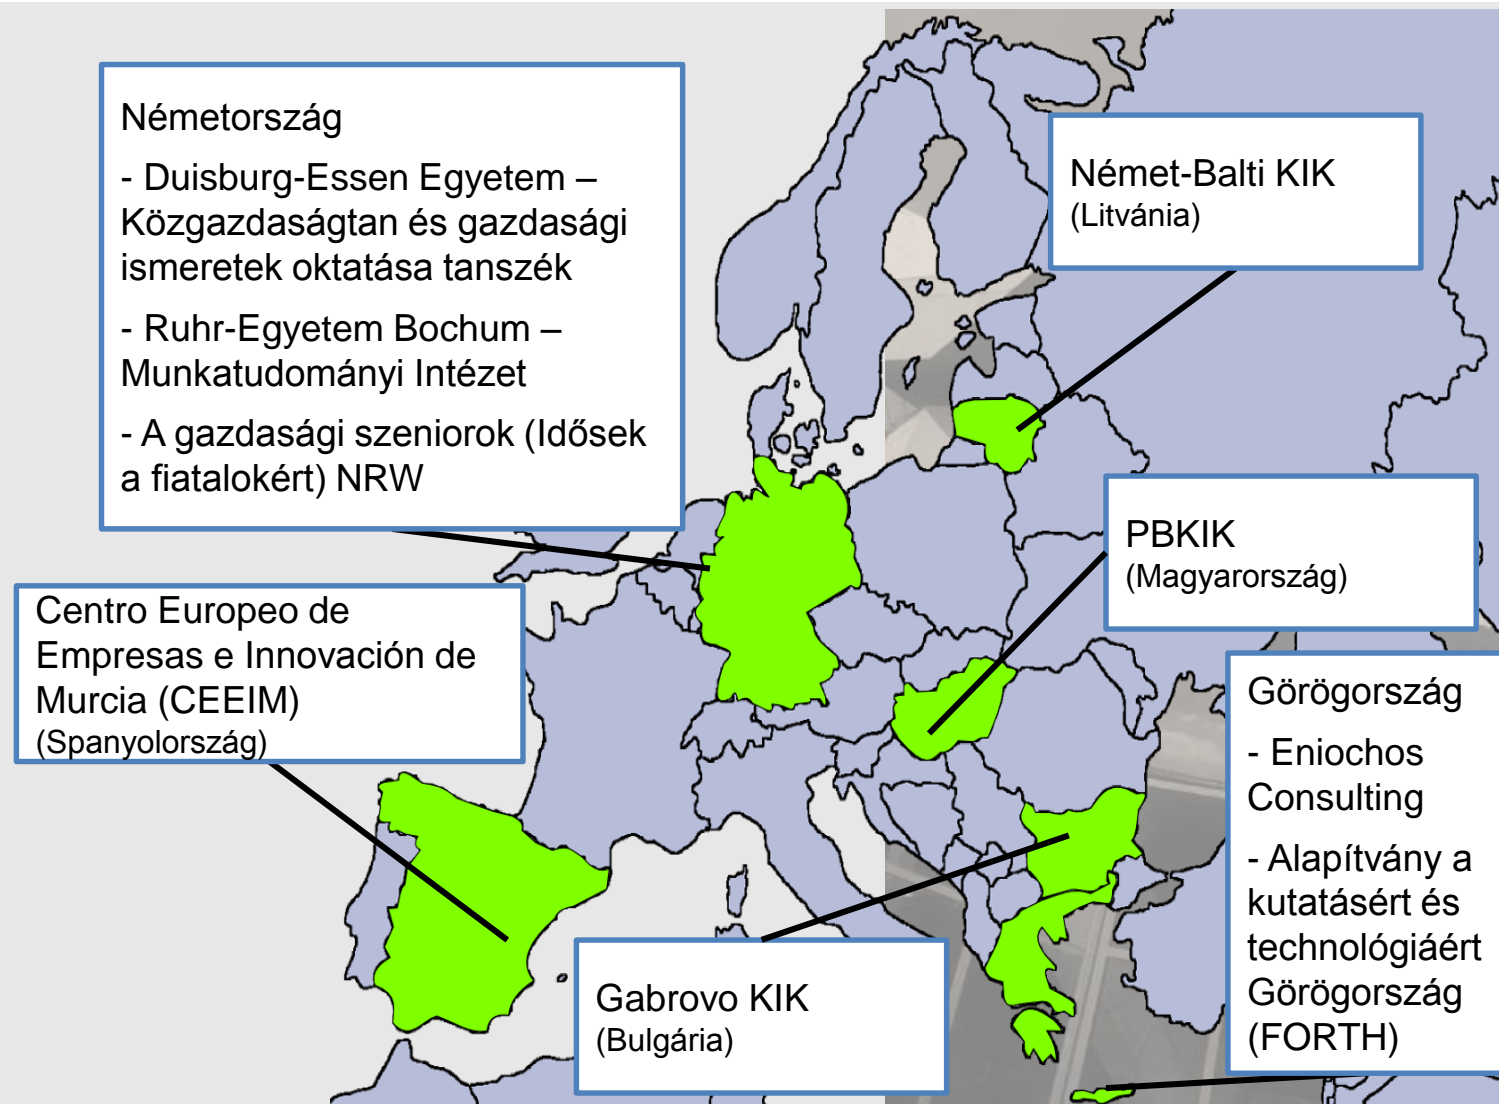 Németország
- Duisburg-Essen Egyetem –
Közgazdaságtan és gazdasági
ismeretek oktatása tanszék
- Ruhr-Egyetem Bochum –
Munkatudományi Intézet
- A gazdasági szeniorok (Idősek
a fiatalokért) NRW
Német-Balti KIK
(Litvánia)
PBKIK
(Magyarország)
Centro Europeo de
Empresas e Innovación de
Murcia (CEEIM)
(Spanyolország)
Görögország
- Eniochos
Consulting
- Alapítvány a
kutatásért és
technológiáért
Görögország
(FORTH)
Gabrovo KIK
(Bulgária)